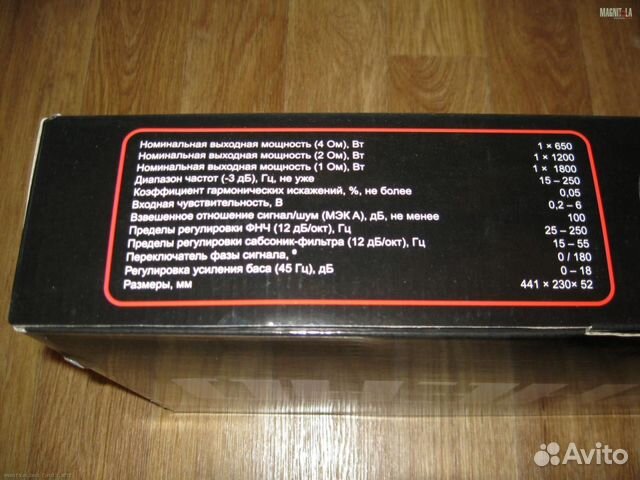 MAGNITOLA
Номинальная выходная мощность (4 Ом), Вт 1 × 650
Номинальная выходная мощность (2 Ом), Вт 1 × 1200
Номинальная выходная мощность (1 Ом), Вт 1 × 1800
Диапазон частот (-3 дБ), Гц, не уже 15 – 250
Коэффициент гармонических искажений, %, не более 0,05
Входная чувствительность, В 0,2 – 6
Взвешенное отношение сигнал/шум (МЭК А), дБ, не менее 100
Пределы регулировки ФНЧ (12 дБ/окт), Гц 25 – 250
Пределы регулировки сабсоник-фильтра (12 дБ/окт), Гц 15 – 55
Переключатель фазы сигнала, ° 0 / 180
Регулировка усиления баса (45 Гц), дБ 0 – 18
Размеры, мм 441 × 230× 52
Avito